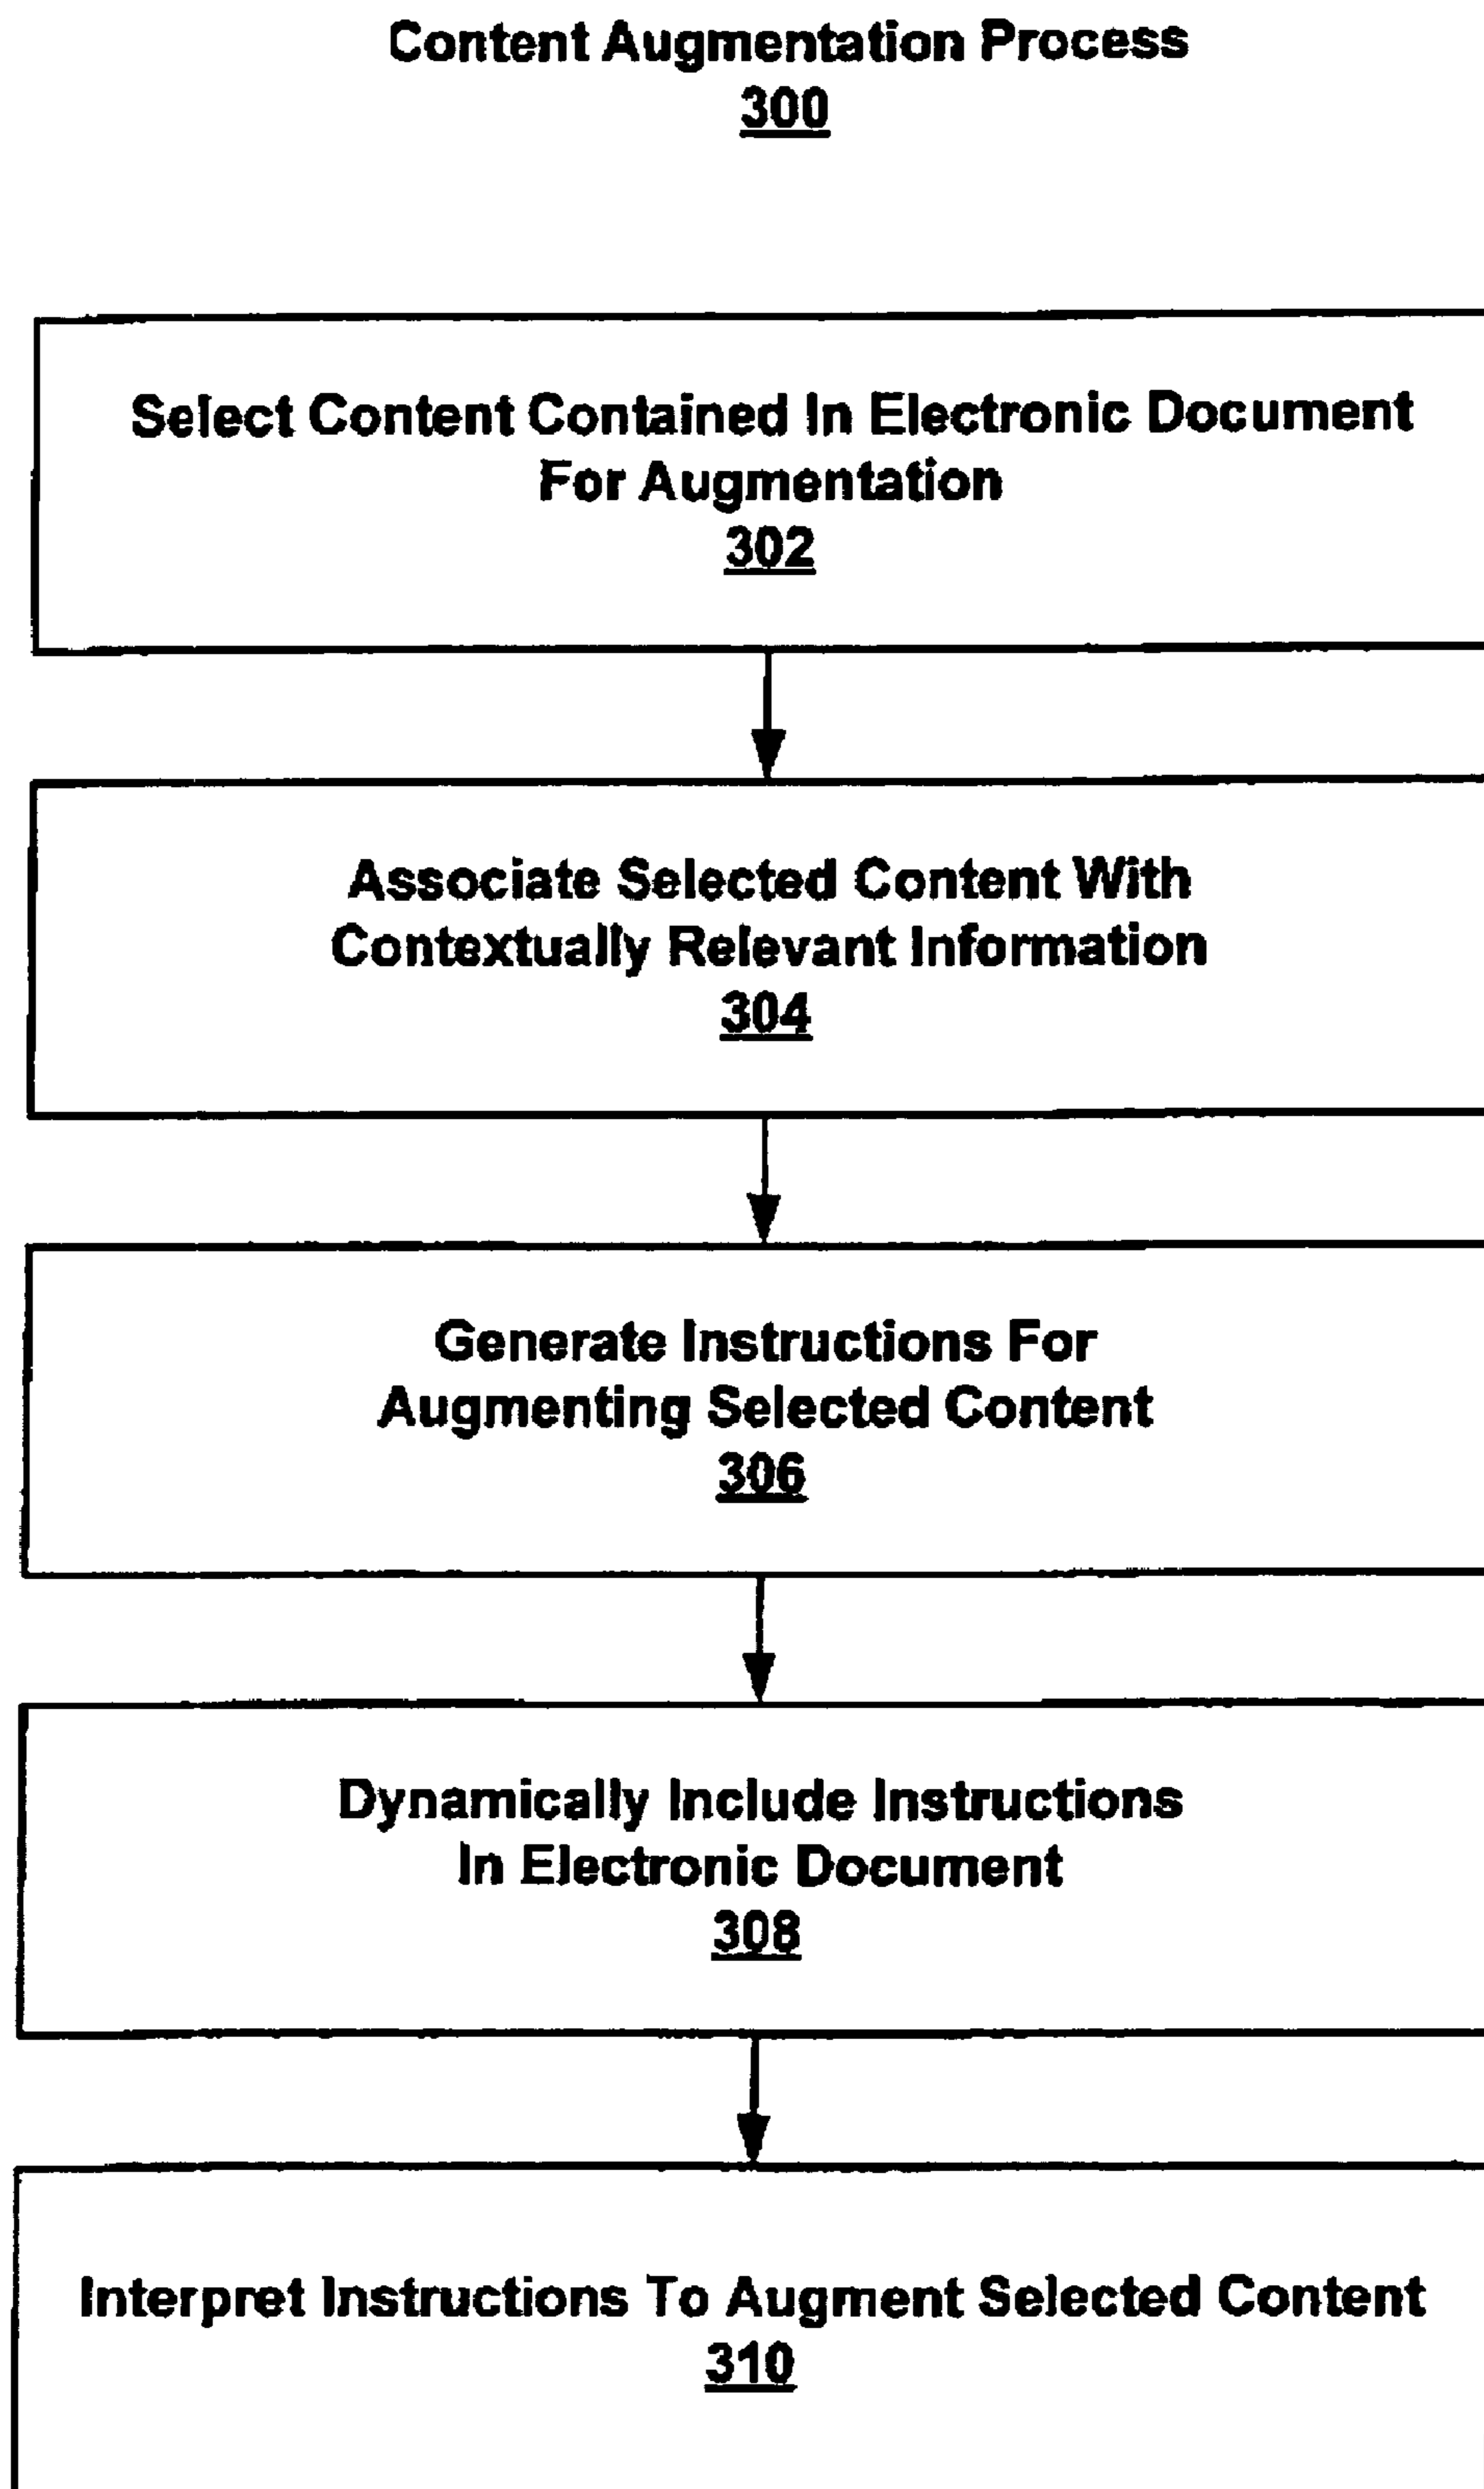 Content Augmentation Process
300
Select Content Contained In Electronic Document
For Augmentation
302
Associate Selected Content With
Contextually Relevant Information
304
Generate Instructions For
Augmenting Selected Content
306
Dynamically Include Instructions
In Electronic Document
308
Interpret Instructions To Augment Selected Content
310